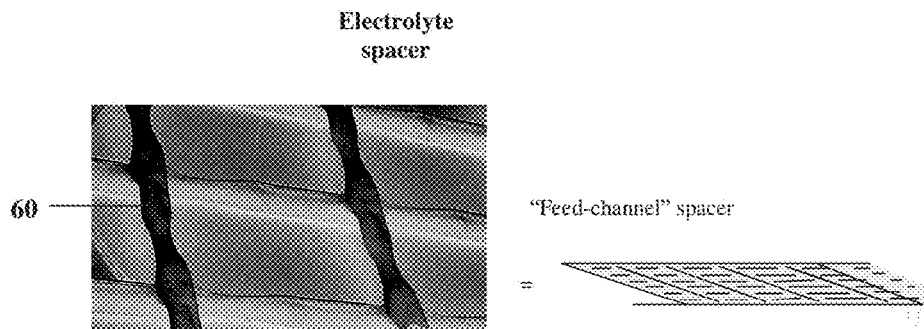 Electrolyte
spacer
60
“Feed-channel” spacer
=